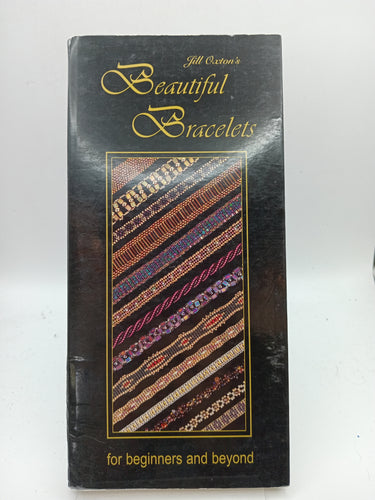 Jill Oxton's
Beautiful
Bracelets
for beginners and beyond